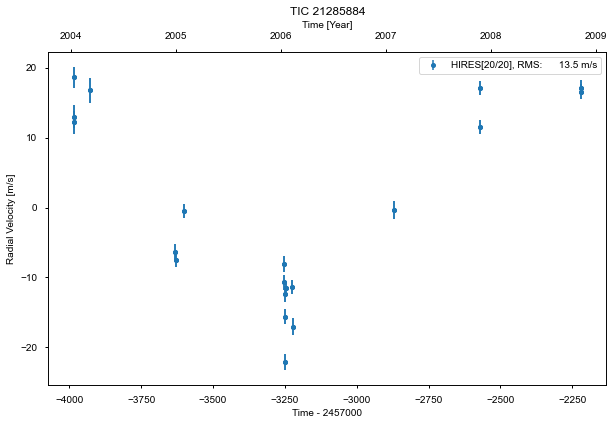 TIC 21285884
Time [Year]
2004 2005 2006 2007 2008 2009
HIRES[20/20], RMS: 13.5 m/s
20
10
0
−10
−20
Radial Velocity [m/s]
−4000 −3750 −3500 −3250 −3000 −2750 −2500 −2250
Time - 2457000